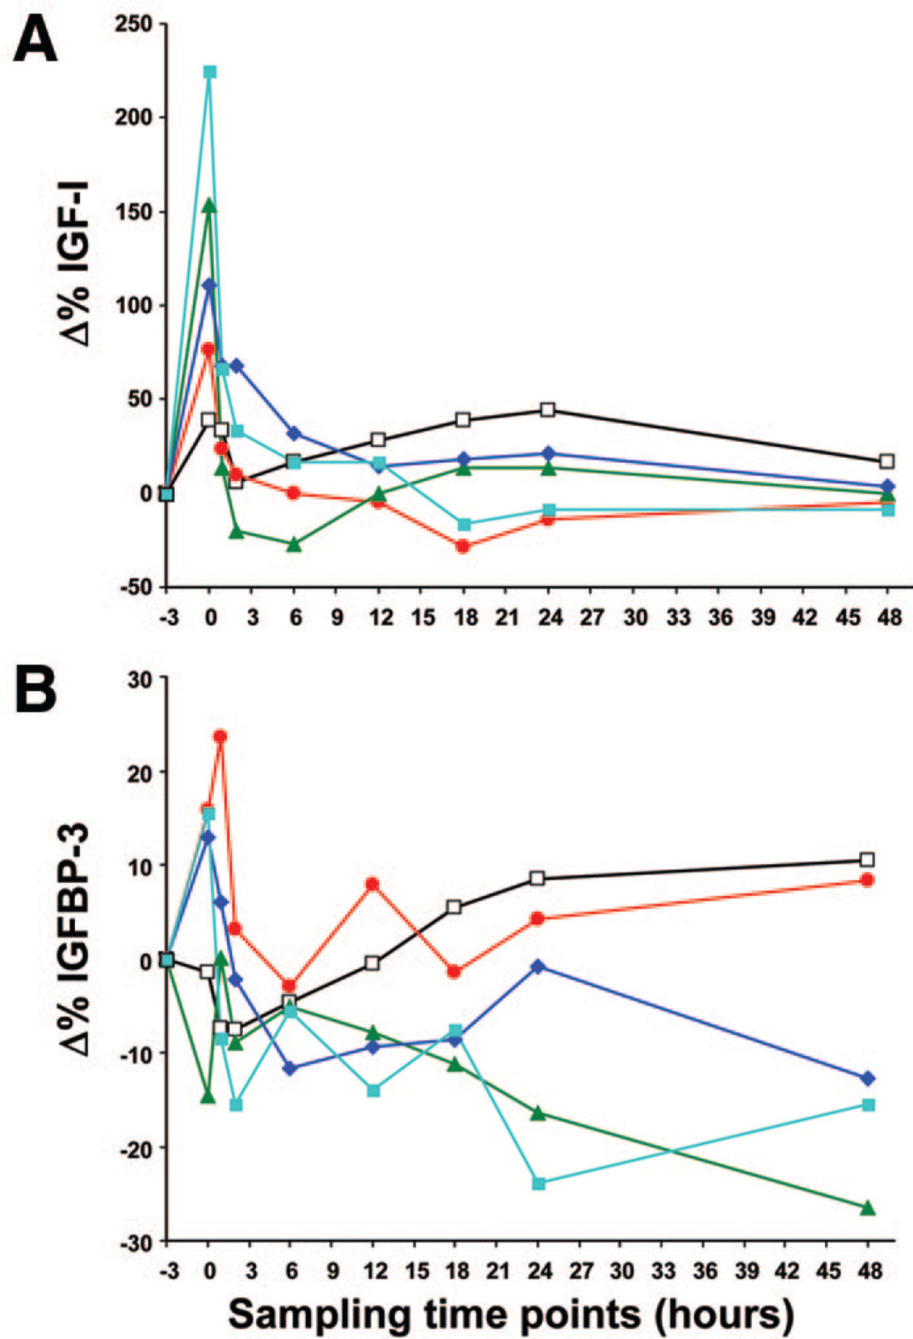 A
250
200
150
100
50
0
-50
Δ% IGF-I
-3 0 3 6 9 12 15 18 21 24 27 30 33 36 39 42 45 48
B
30
20
10
0
-10
-20
-30
Δ% IGFBP-3
-3 0 3 6 9 12 15 18 21 24 27 30 33 36 39 42 45 48
Sampling time points (hours)